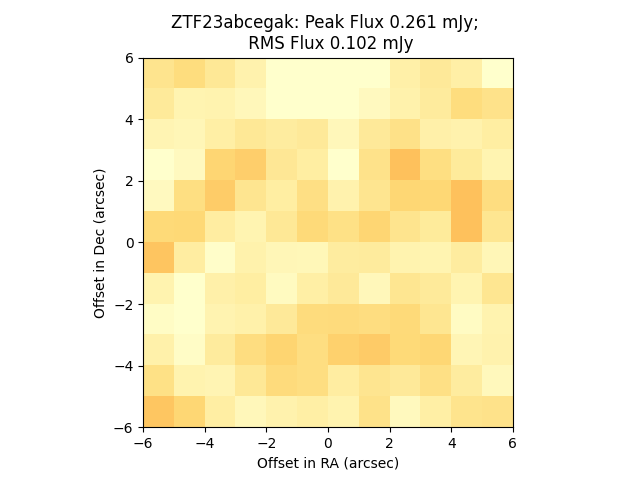 ZTF23abcegak: Peak Flux 0.261 mJy;
RMS Flux 0.102 mJy
6
4
2
0
−2
−4
−6
Offset in Dec (arcsec)
−6 −4 −2 0 2 4 6
Offset in RA (arcsec)